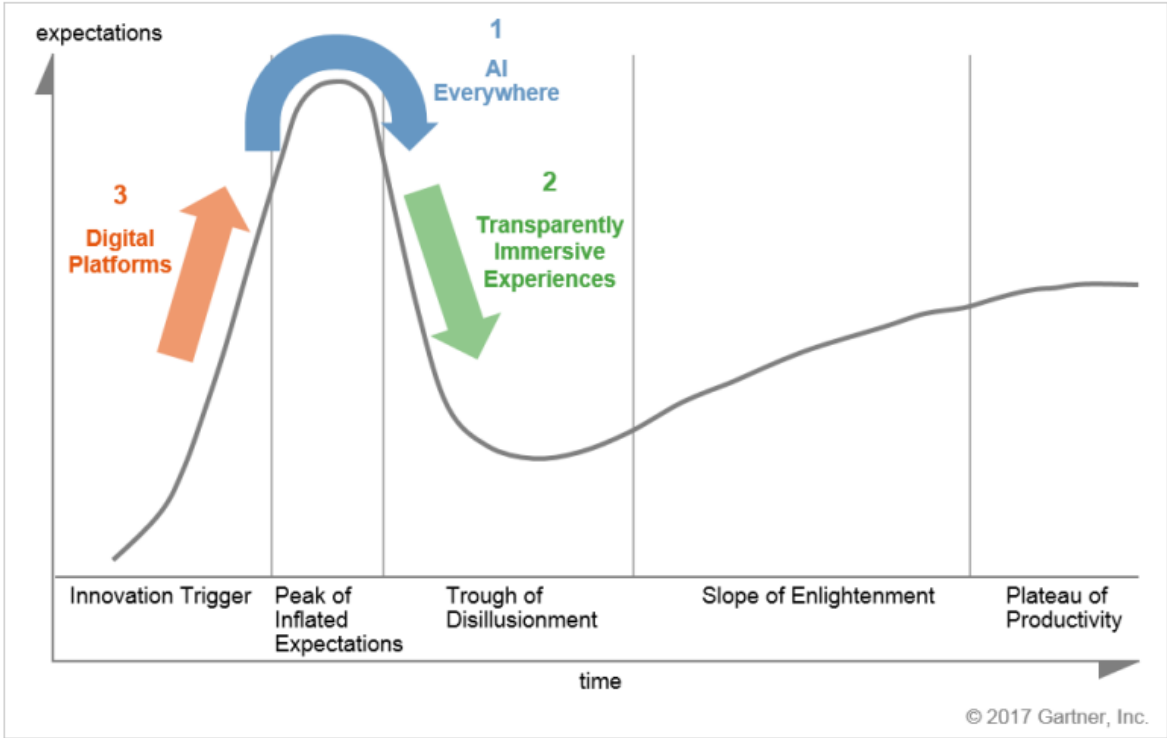 expectations
1
AI
Everywhere
3
Digital
Platforms
2
Transparently
Immersive
Experiences
Innovation Trigger
Peak of
Inflated
Expectations
Trough of
Disillusionment
Slope of Enlightenment
Plateau of
Productivity
time
© 2017 Gartner, Inc.